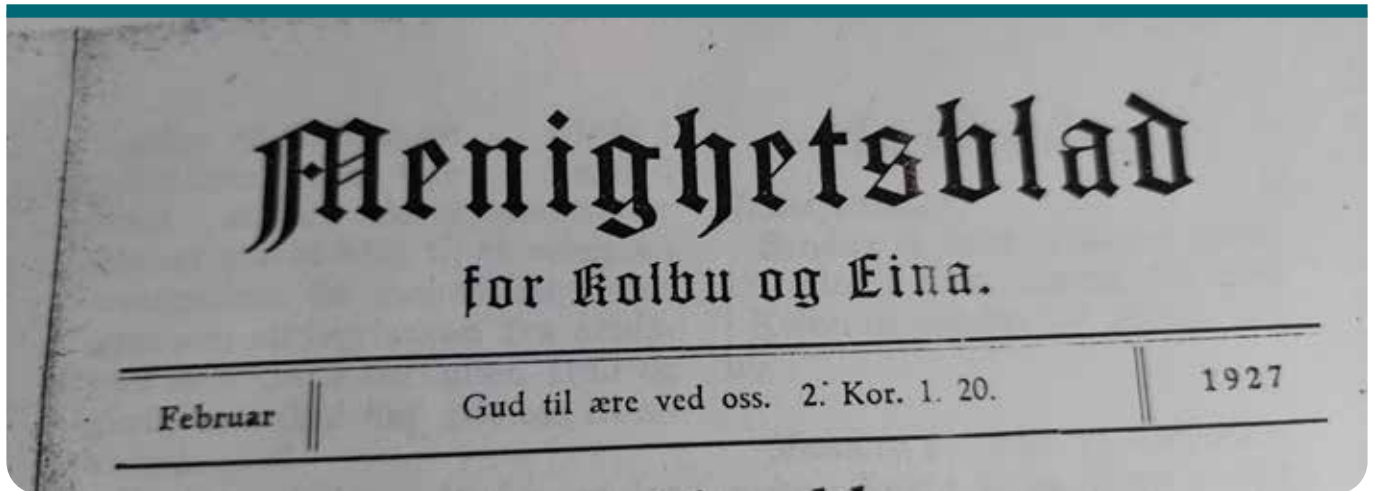 Menighetsblad
for Kolbu og Eina.
Februar Gud til ære ved oss. 2. Kor. 1. 20. 1927